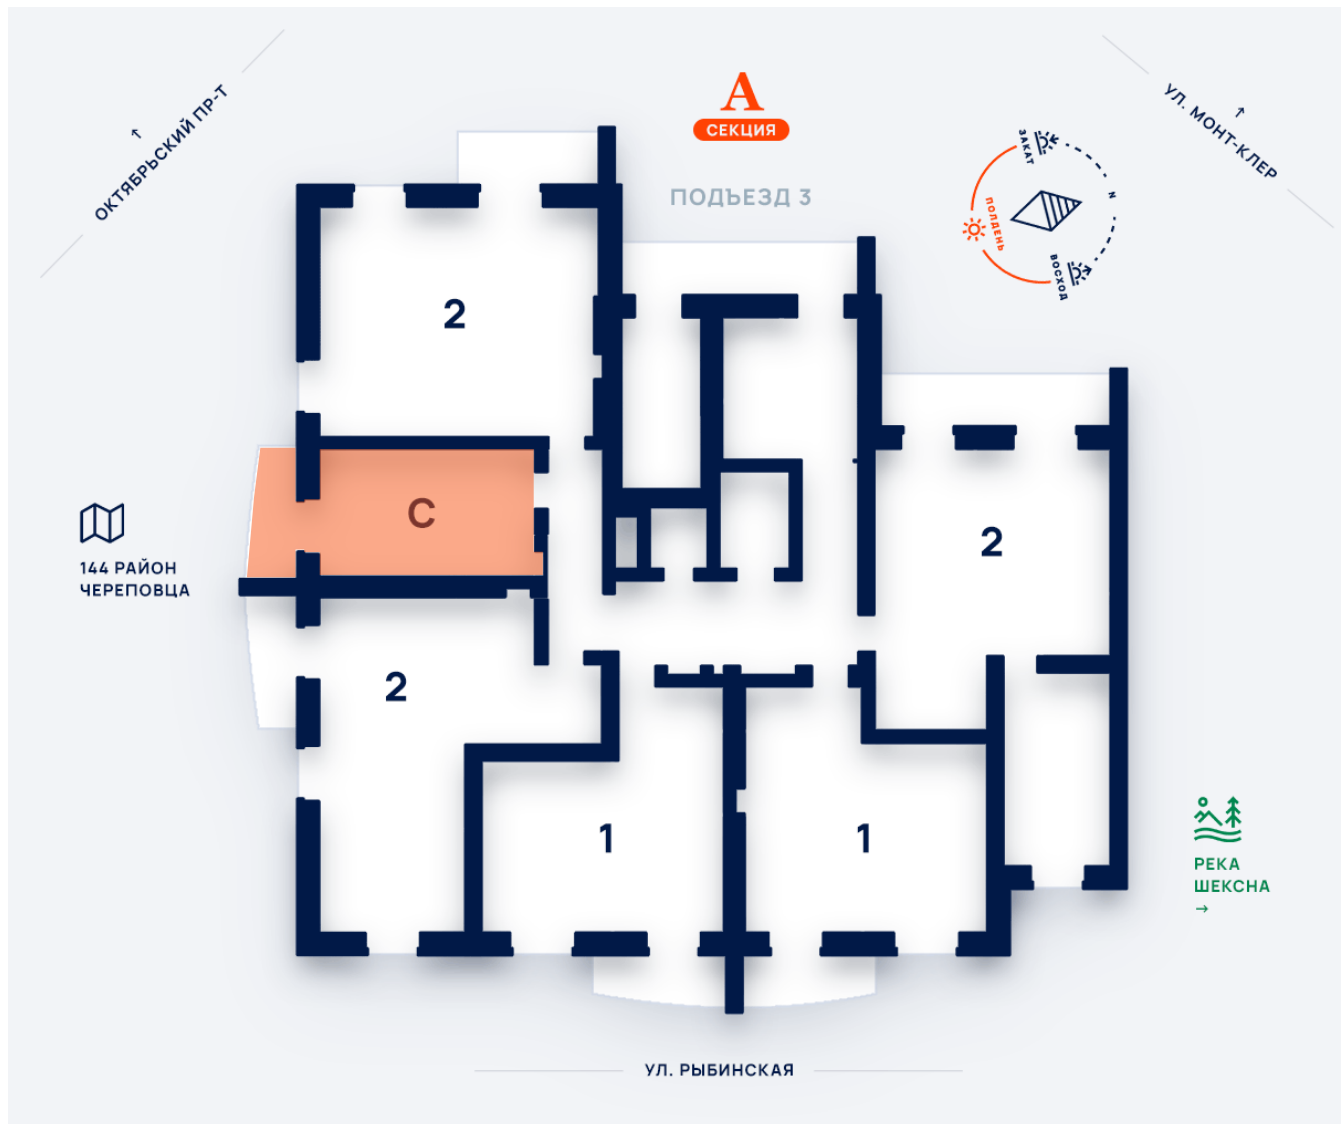 А
СЕКЦИЯ
ПОДЪЕЗД 3
ОКТЯБРЬСКИЙ ПР-Т
↑
УЛ. МОНТ-КЛЕР
↑
ЗАКАТ
N
ПОЛДЕНЬ
ВОСХОД
2
С
2
2
1
1
144 РАЙОН
ЧЕРЕПОВЦА
РЕКА
ШЕКСНА
→
УЛ. РЫБИНСКАЯ